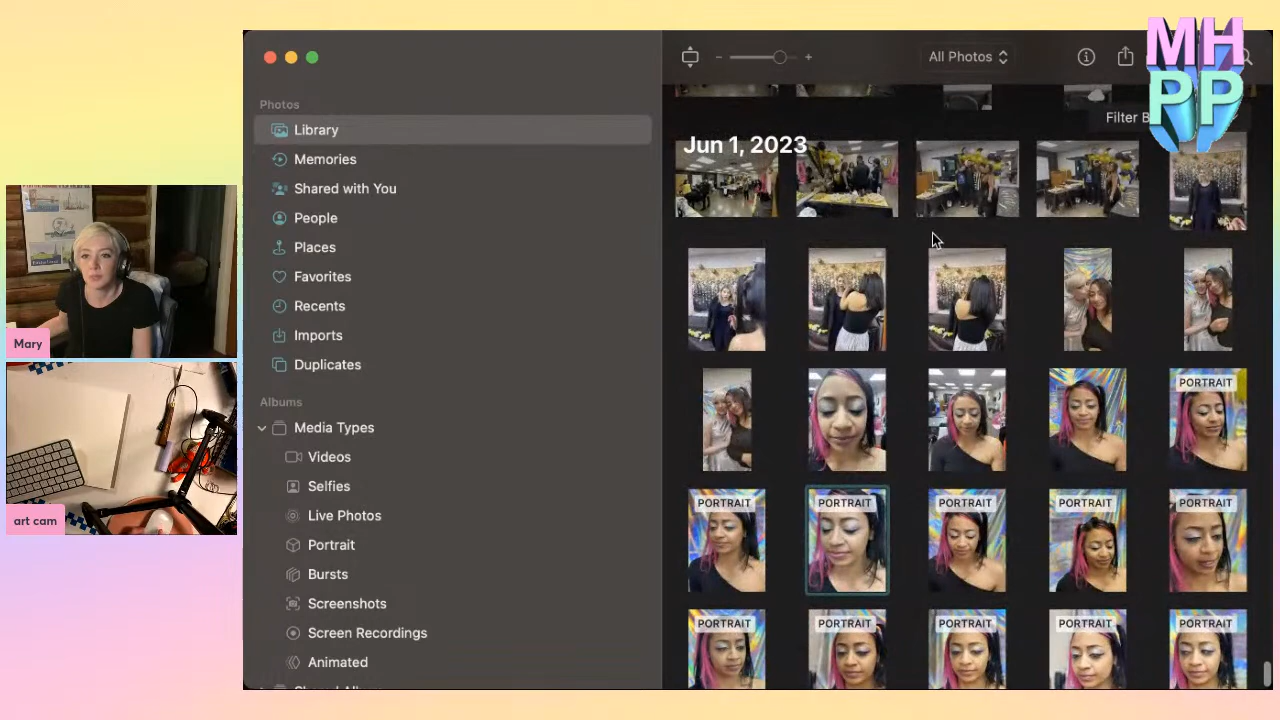 MH
PP
All Photos
Photos
Filter B
Library
Jun 1, 2023
Memories
Shared with You
People
Places
Favorites
Recents
Imports
Mary
Duplicates
PORTRAIT
Albums
Media Types
Videos
Selfies
PORTRAIT
PORTRAIT
PORTRAIT
PORTRAIT
PORTRAIT
Live Photos
art cam
Portrait
Bursts
Screenshots
PORTRAIT
PORTRAIT
PORTRAIT
PORTRAIT
PORTRAIT
Screen Recordings
Animated